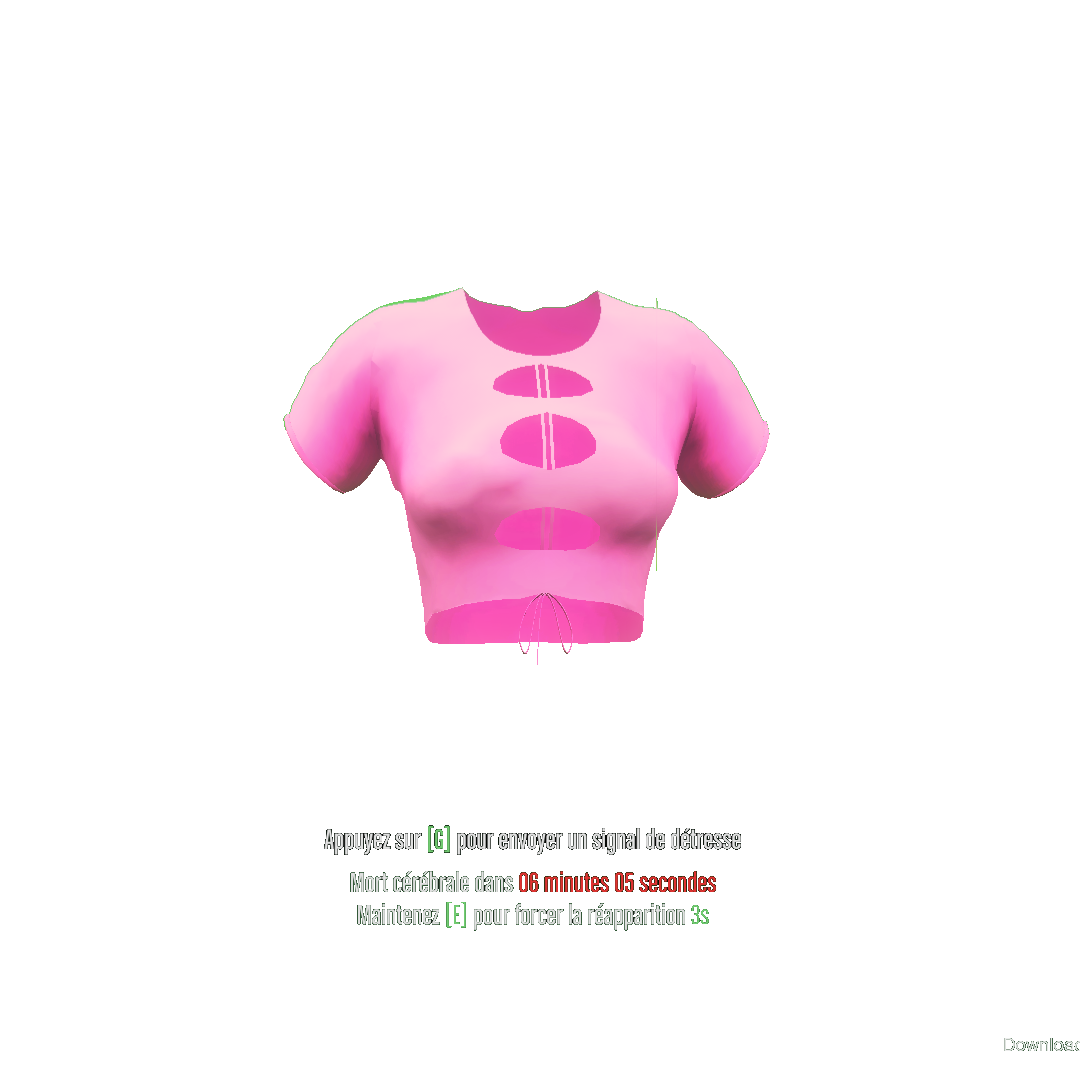 Appuyez sur [G] pour envoyer un signal de détresse
Mort cérébrale dans 06 minutes 05 secondes
Maintenez [E] pour forcer la réapparition 3s